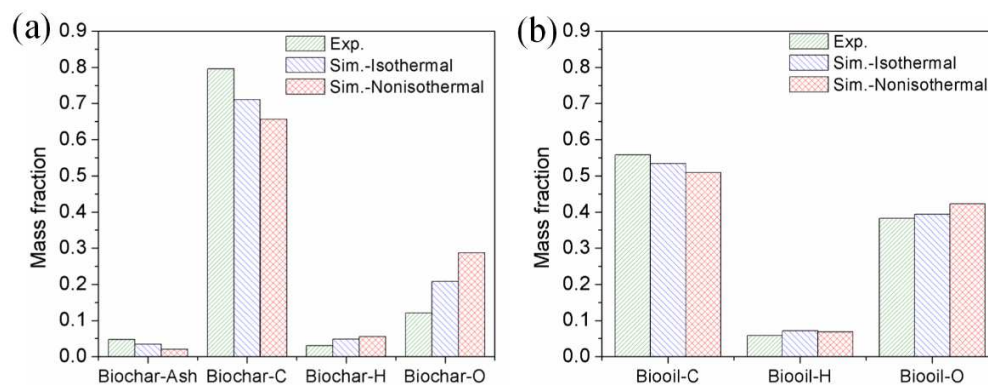 (a)
Mass fraction
0.9
0.8
0.7
0.6
0.5
0.4
0.3
0.2
0.1
0.0
Exp.
Sim.-Isothermal
Sim.-Nonisothermal
Biochar-Ash Biochar-C Biochar-H Biochar-O
(b)
Mass fraction
0.9
0.8
0.7
0.6
0.5
0.4
0.3
0.2
0.1
0.0
Exp.
Sim.-Isothermal
Sim.-Nonisothermal
Biooil-C Biooil-H Biooil-O